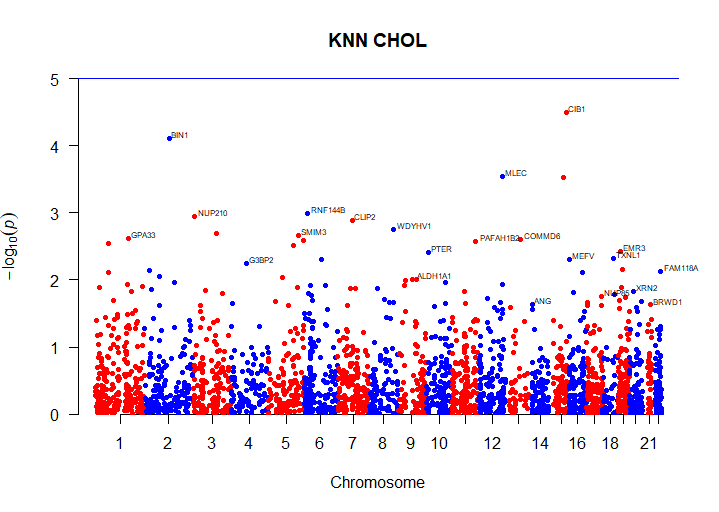 KNN CHOL
5
CIB1
BIN1
4
MLEC
3
NUP210
RNF144B
CLIP2
WDYHV1
GPA33
SMIM3
PAFAH1B2
COMMD6
PTER
EMR3
TXNL1
G3BP2
MEFV
FAM118A
2
ALDH1A1
NUP85
XRN2
ANG
BRWD1
1
0
−log10(p)
1 2 3 4 5 6 7 8 9 10 12 14 16 18 21
Chromosome